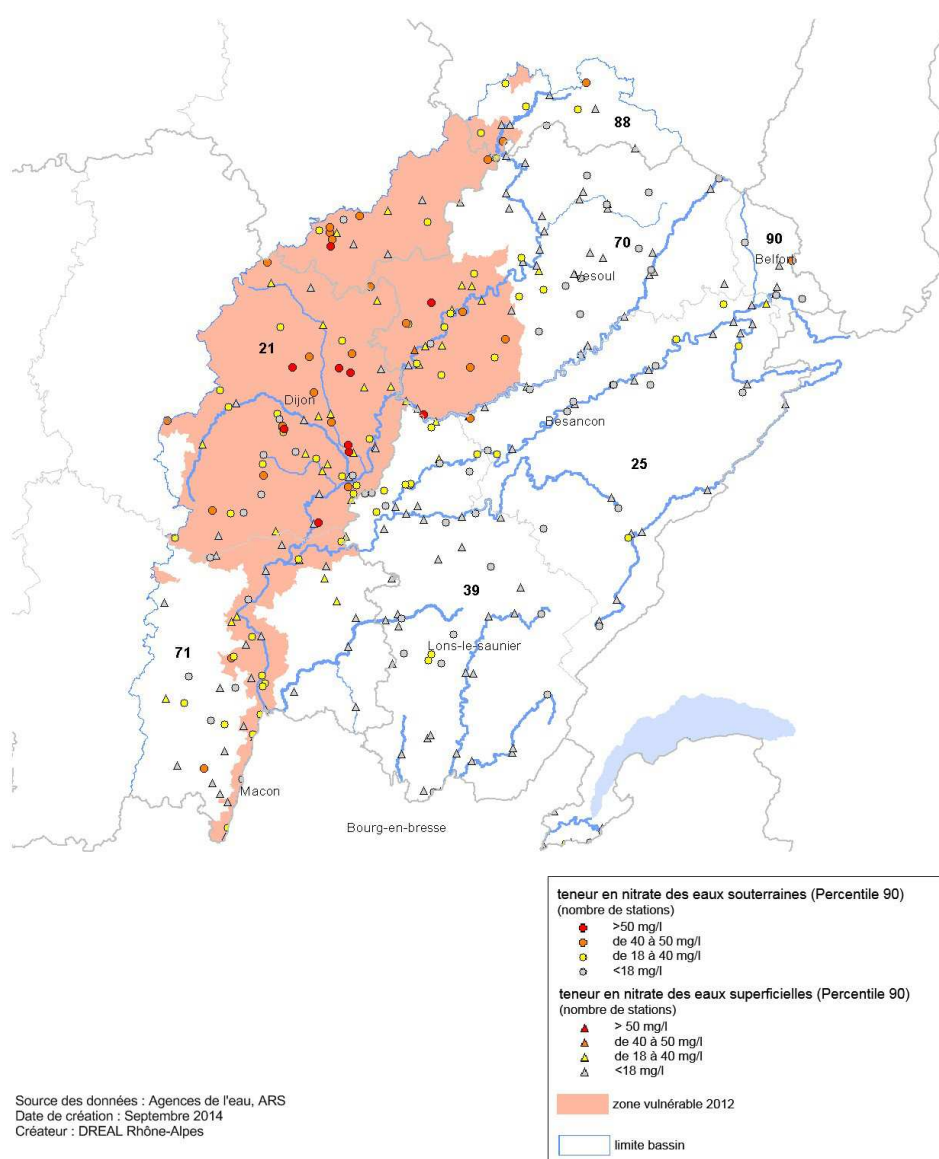 88
70
90
Belfort
Vesoul
21
Dijon
Besancon
25
39
Lons-le-saunier
71
Macon
Bourg-en-bresse
teneur en nitrate des eaux souterraines (Percentile 90)
(nombre de stations)
>50 mg/l
de 40 à 50 mg/l
de 18 à 40 mg/l
<18 mg/l
teneur en nitrate des eaux superficielles (Percentile 90)
(nombre de stations)
> 50 mg/l
de 40 à 50 mg/l
de 18 à 40 mg/l
<18 mg/l
zone vulnérable 2012
limite bassin
Source des données : Agences de l'eau, ARS
Date de création : Septembre 2014
Créateur : DREAL Rhône-Alpes